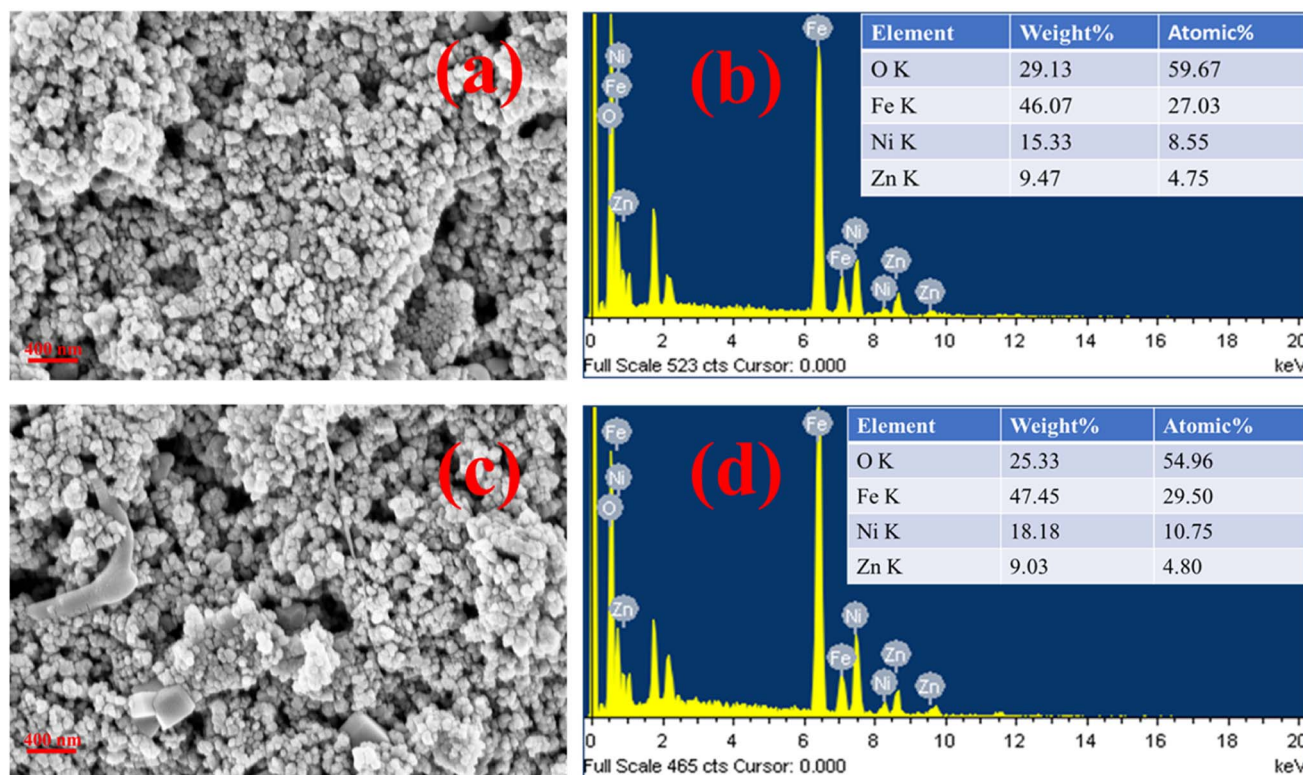 (a)
400 nm
(b)
Ni
Fe
O
Zn
Fe
Fe
Ni
Ni
Zn
Zn
Element Weight% Atomic%
O K 29.13 59.67
Fe K 46.07 27.03
Ni K 15.33 8.55
Zn K 9.47 4.75
0 2 4 6 8 10 12 14 16 18 20
Full Scale 523 cts Cursor: 0.000 keV
(c)
400 nm
(d)
Fe
Ni
O
Zn
Fe
Fe
Ni
Ni
Zn
Zn
Element Weight% Atomic%
O K 25.33 54.96
Fe K 47.45 29.50
Ni K 18.18 10.75
Zn K 9.03 4.80
0 2 4 6 8 10 12 14 16 18 20
Full Scale 465 cts Cursor: 0.000 keV